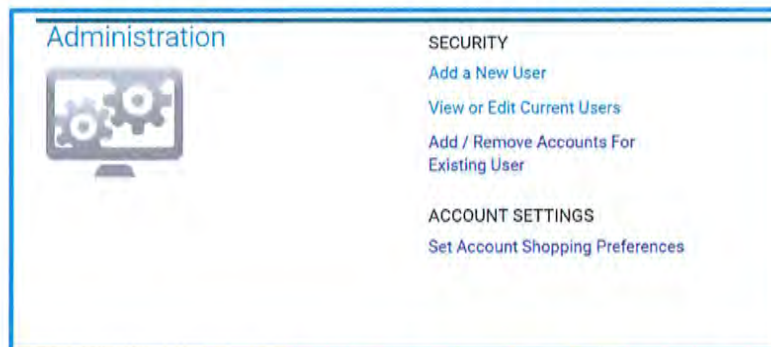 Administration
SECURITY
Add a New User
View or Edit Current Users
Add / Remove Accounts For
Existing User
ACCOUNT SETTINGS
Set Account Shopping Preferences